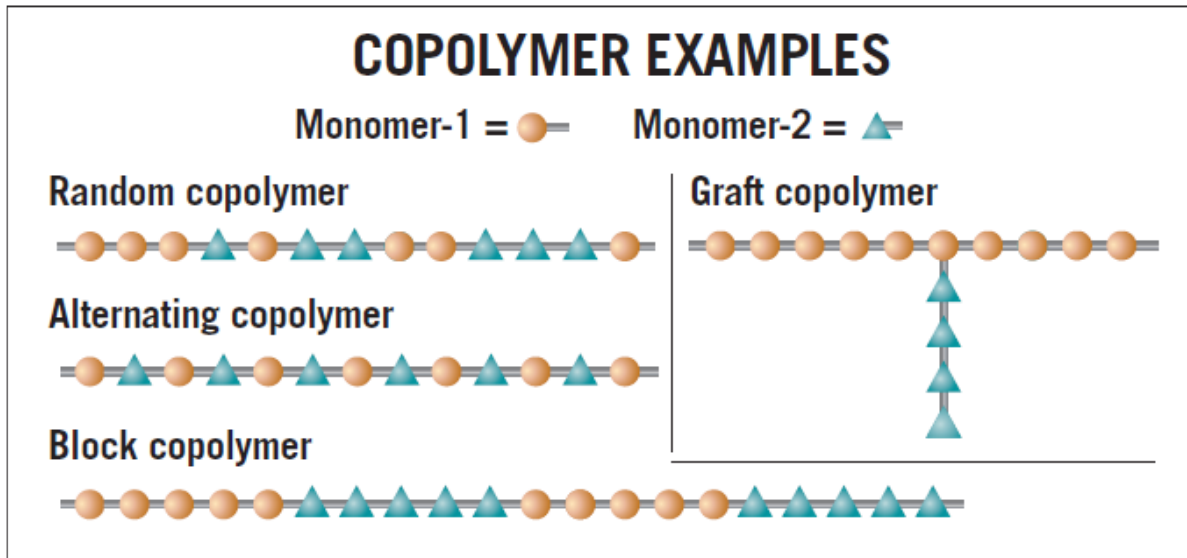 COPOLYMER EXAMPLES
Monomer-1 =
Monomer-2 =
Random copolymer
Graft copolymer
Alternating copolymer
Block copolymer